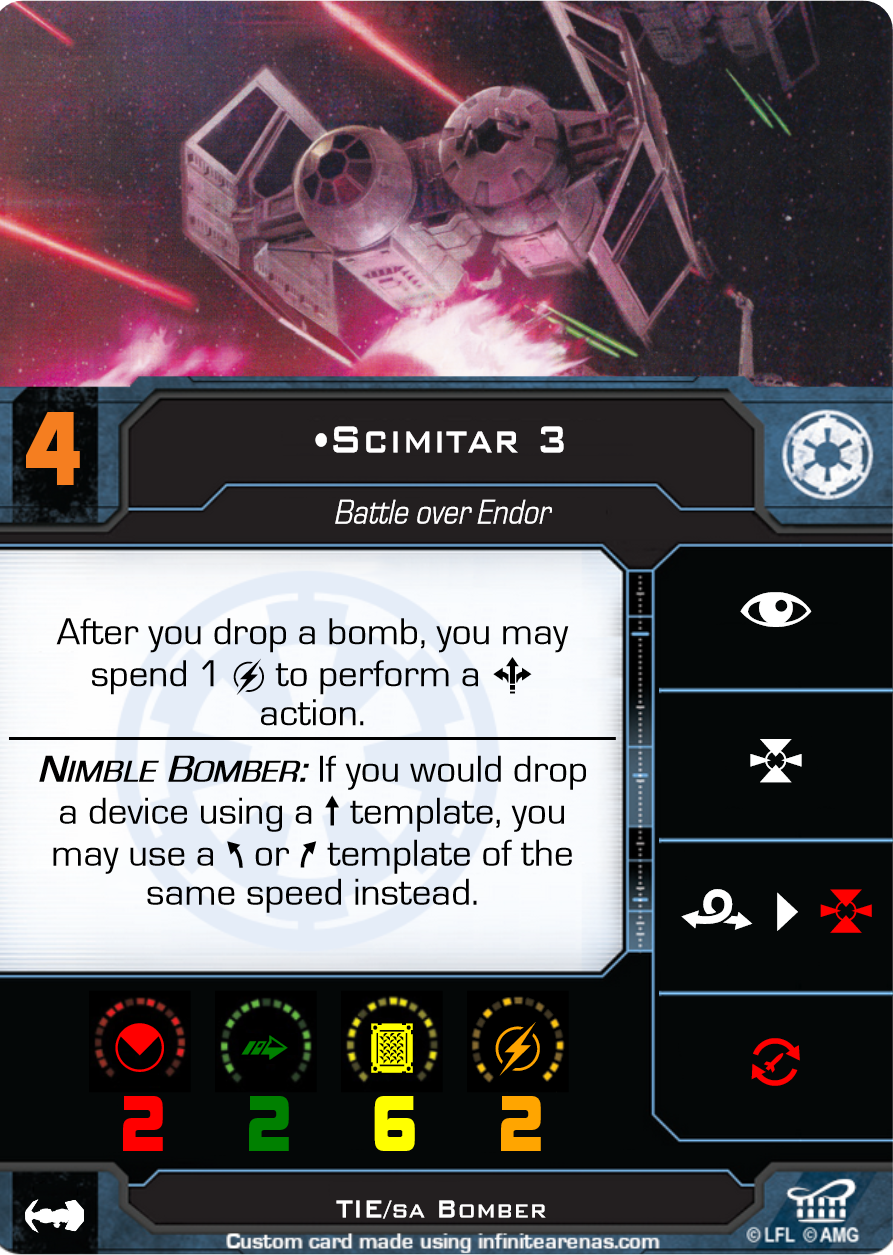 4
•Scimitar 3
Battle over Endor
After you drop a bomb, you may
spend 1 to perform a
action.
Nimble Bomber: If you would drop
a device using a template, you
may use a or template of the
same speed instead.
2 2 6 2
TIE/sa Bomber
Custom card made using infinitearenas.com
© LFL © AMG